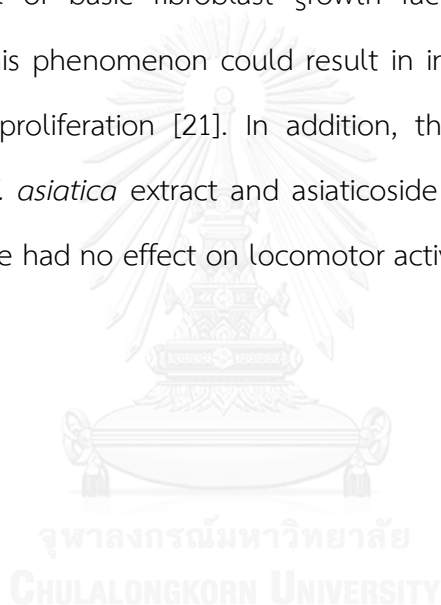 of basic fibroblast growth fac
is phenomenon could result in in
proliferation [21]. In addition, th
asiatica extract and asiaticoside
e had no effect on locomotor activ
จุฬาลงกรณ์มหาวิทยาลัย
CHULALONGKORN UNIVERSITY